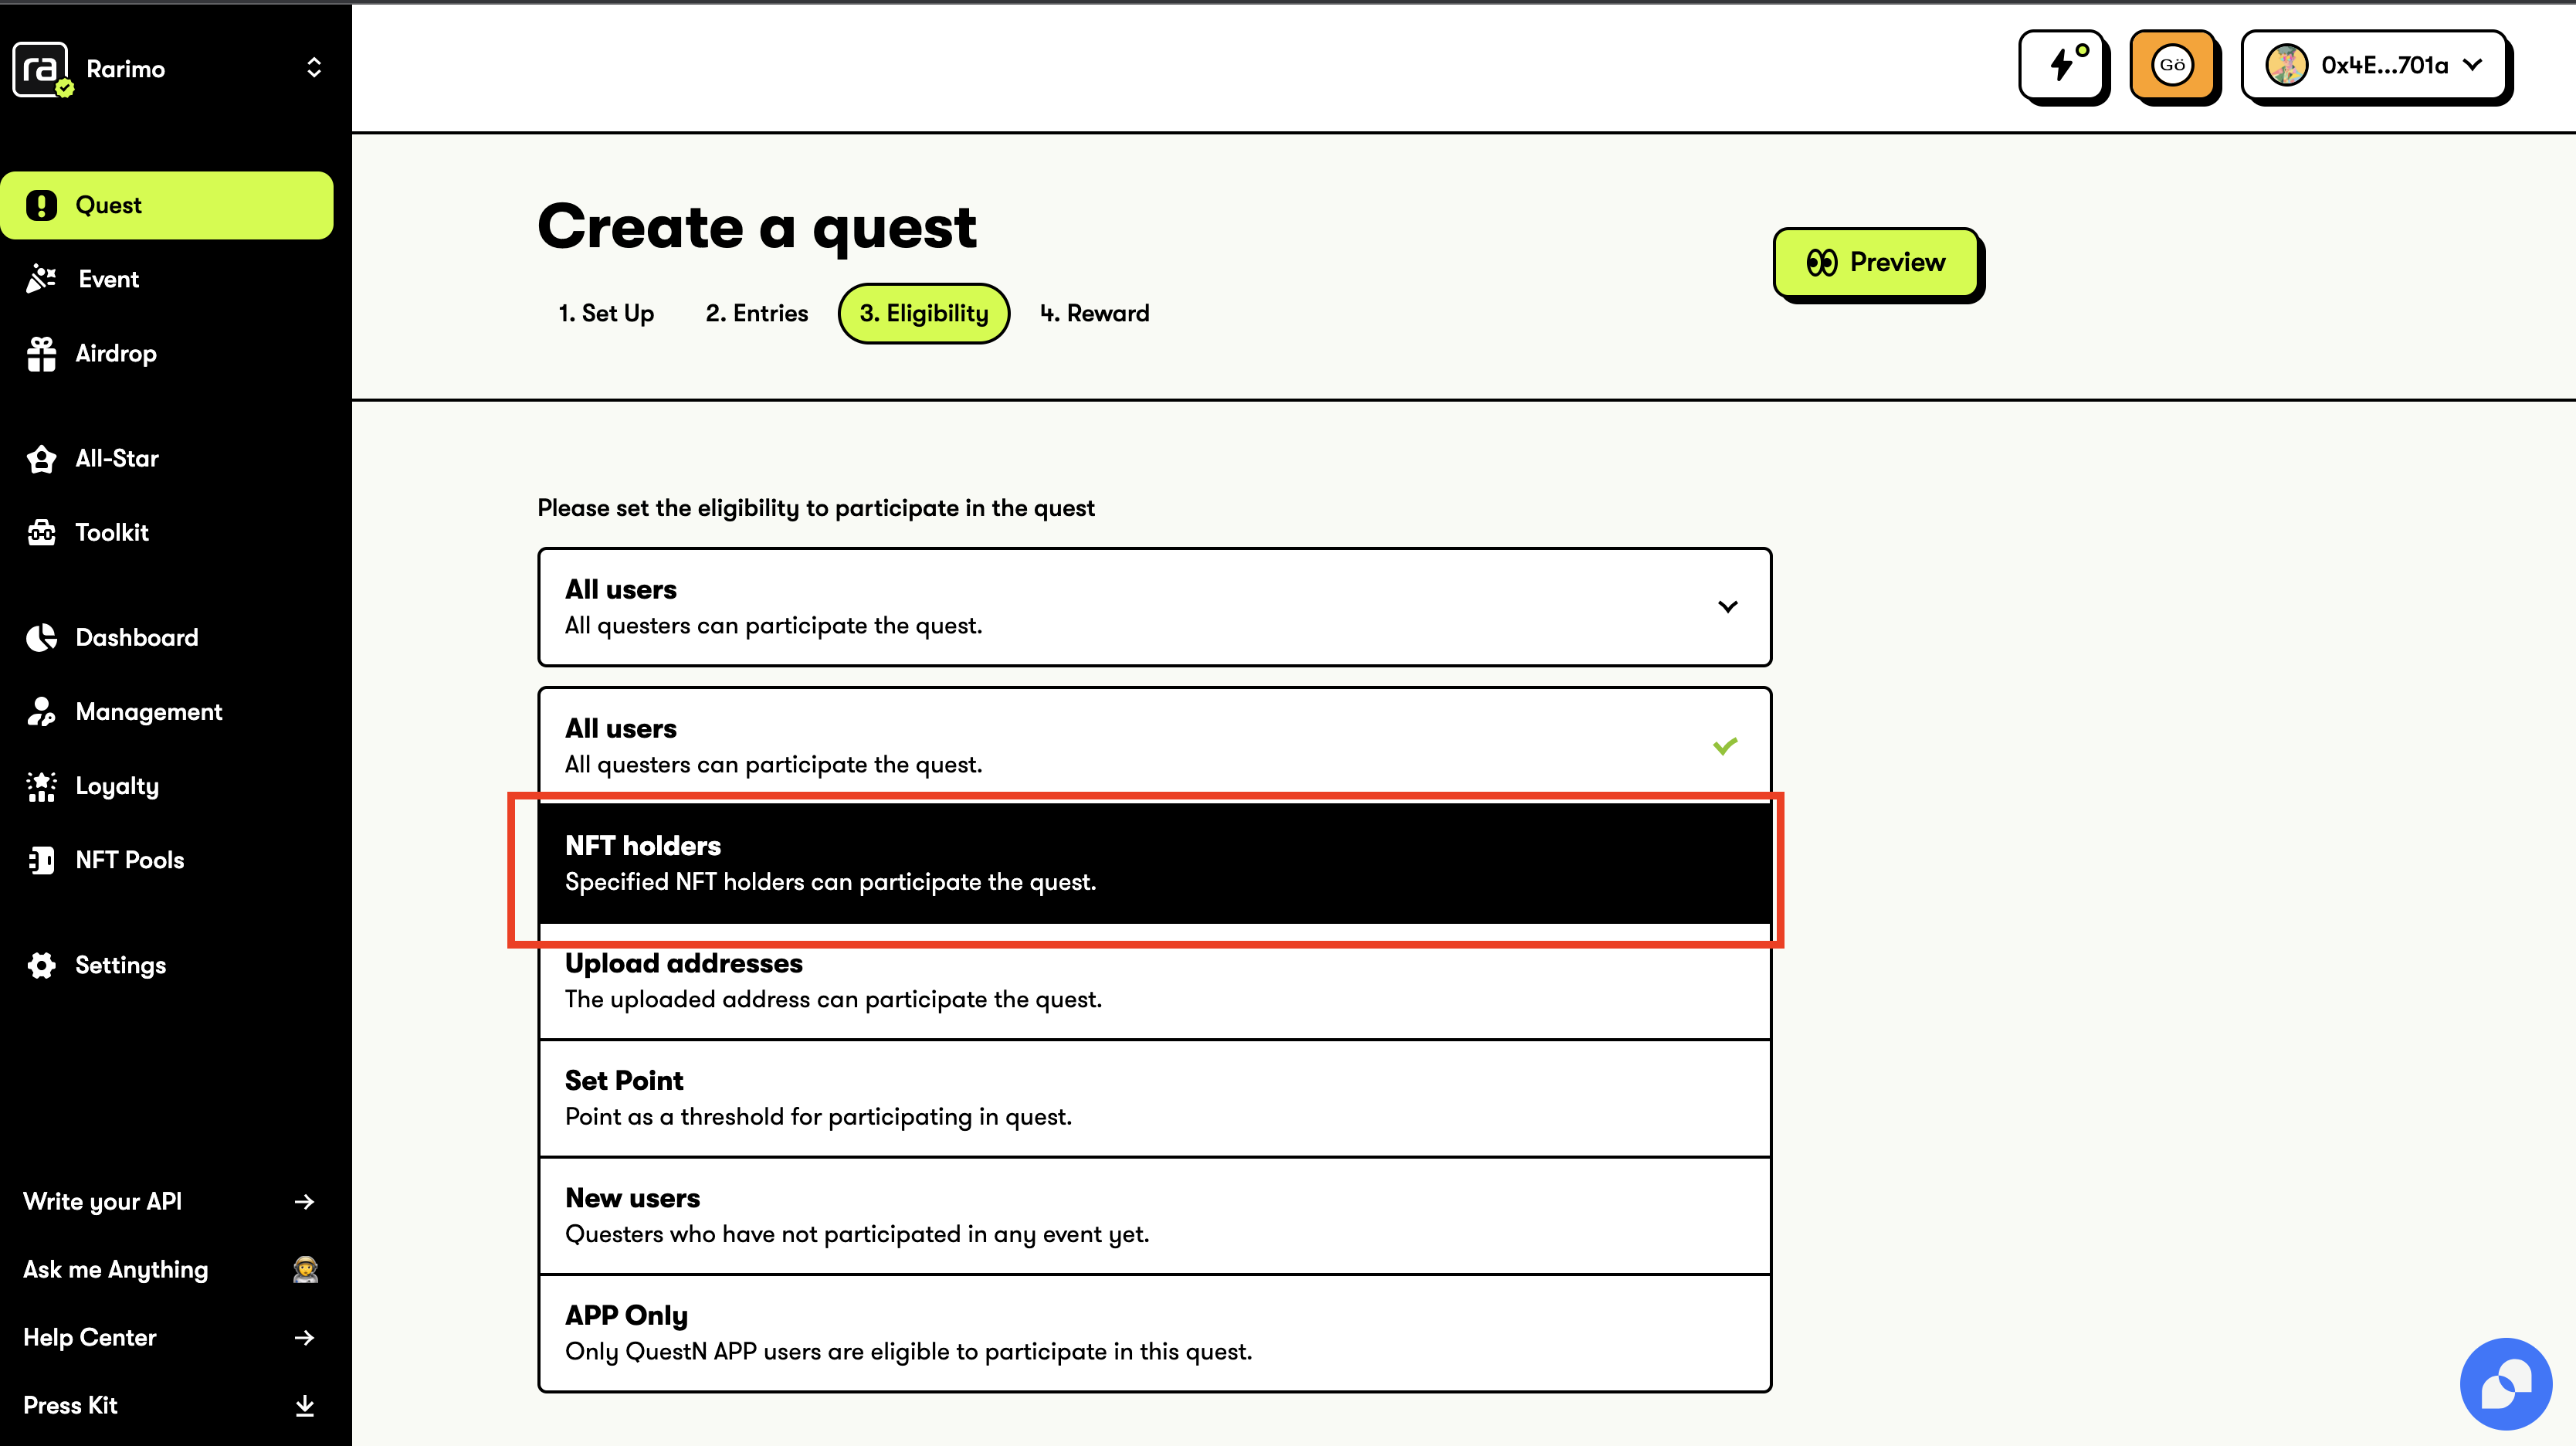 ra
Rarimo
Gö
0x4E...701a
Quest
Event
Airdrop
All-Star
Toolkit
Dashboard
Management
Loyalty
NFT Pools
Settings
Write your API
Ask me Anything
Help Center
Press Kit
Create a quest
Preview
1. Set Up
2. Entries
3. Eligibility
4. Reward
Please set the eligibility to participate in the quest
All users
All questers can participate the quest.
All users
All questers can participate the quest.
NFT holders
Specified NFT holders can participate the quest.
Upload addresses
The uploaded address can participate the quest.
Set Point
Point as a threshold for participating in quest.
New users
Questers who have not participated in any event yet.
APP Only
Only QuestN APP users are eligible to participate in this quest.